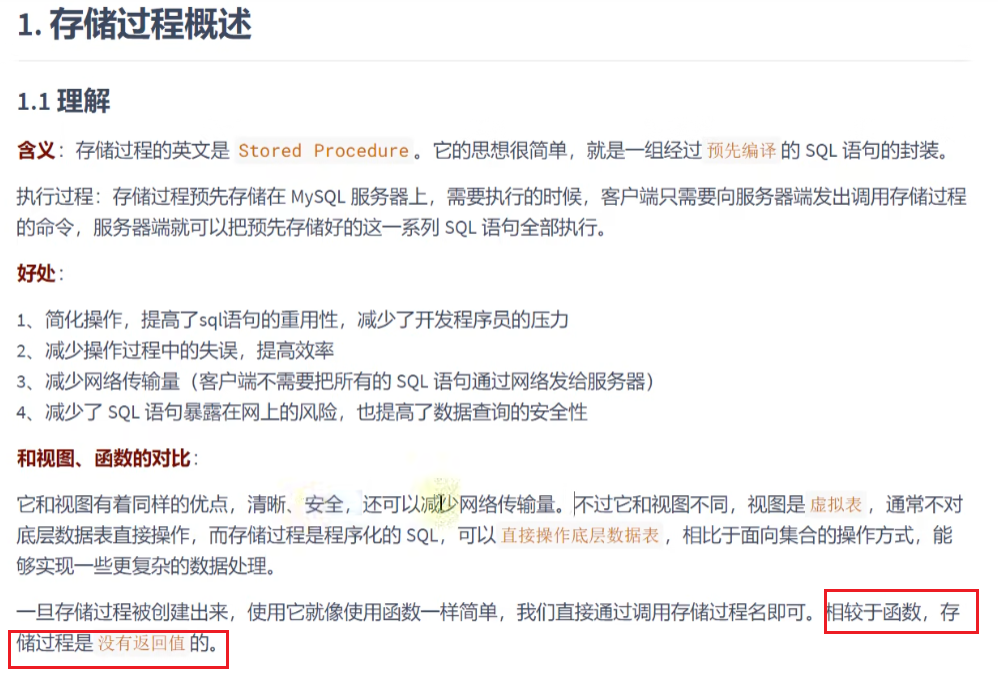 1. 存储过程概述
1.1 理解
含义：存储过程的英文是 Stored Procedure。它的思想很简单，就是一组经过 预先编译 的 SQL 语句的封装。
执行过程：存储过程预先存储在 MySQL 服务器上，需要执行的时候，客户端只需要向服务器端发出调用存储过程
的命令，服务器端就可以把预先存储好的这一系列 SQL 语句全部执行。
好处：
1、简化操作，提高了sql语句的重用性，减少了开发程序员的压力
2、减少操作过程中的失误，提高效率
3、减少网络传输量（客户端不需要把所有的 SQL 语句通过网络发给服务器）
4、减少了 SQL 语句暴露在网上的风险，也提高了数据查询的安全性
和视图、函数的对比：
它和视图有着同样的优点，清晰、安全，还可以减少网络传输量。不过它和视图不同，视图是 虚拟表 ，通常不对
底层数据表直接操作，而存储过程是程序化的 SQL，可以 直接操作底层数据表 ，相比于面向集合的操作方式，能
够实现一些更复杂的数据处理。
一旦存储过程被创建出来，使用它就像使用函数一样简单，我们直接通过调用存储过程名即可。相较于函数，存
储过程是 没有返回值 的。